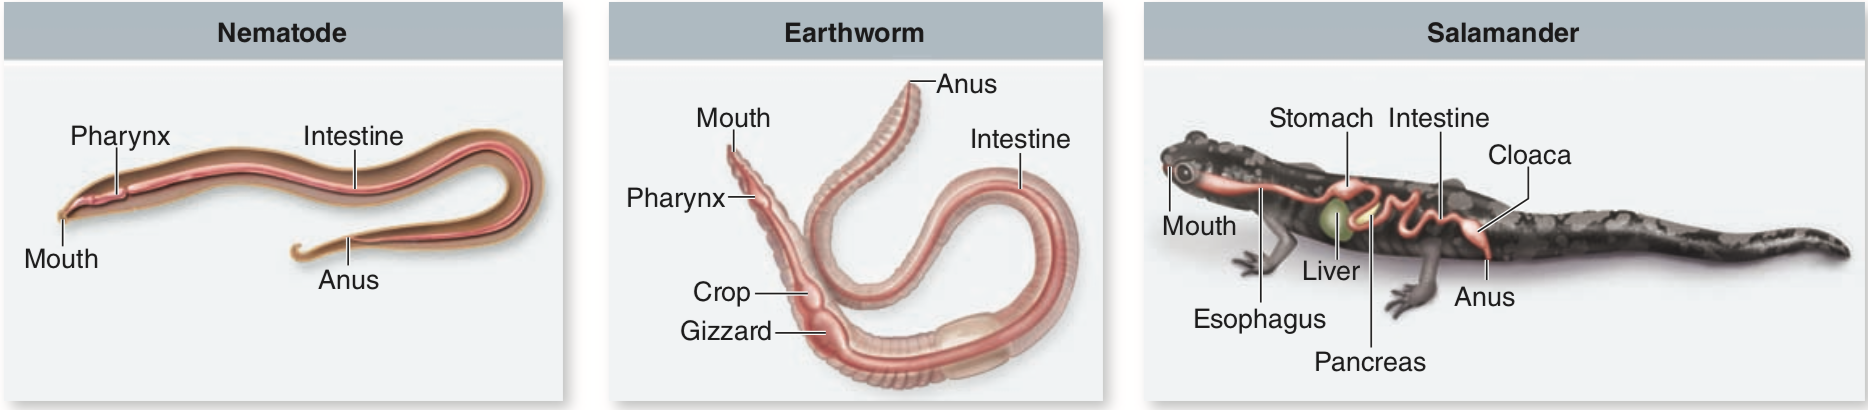 Nematode
Pharynx
Intestine
Mouth
Anus
Earthworm
Anus
Mouth
Intestine
Pharynx
Crop
Gizzard
Salamander
Stomach
Intestine
Cloaca
Mouth
Liver
Anus
Esophagus
Pancreas